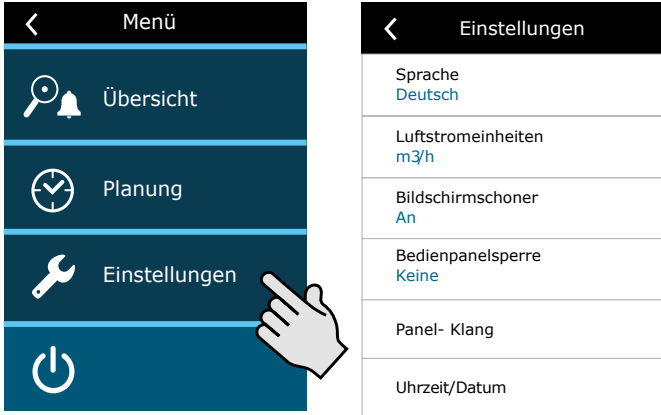 Menü
Übersicht
Planung
Einstellungen
Einstellungen
Sprache
Deutsch
Luftstromeinheiten
m3/h
Bildschirmschoner
An
Bedienpanelsperre
Keine
Panel- Klang
Uhrzeit/Datum